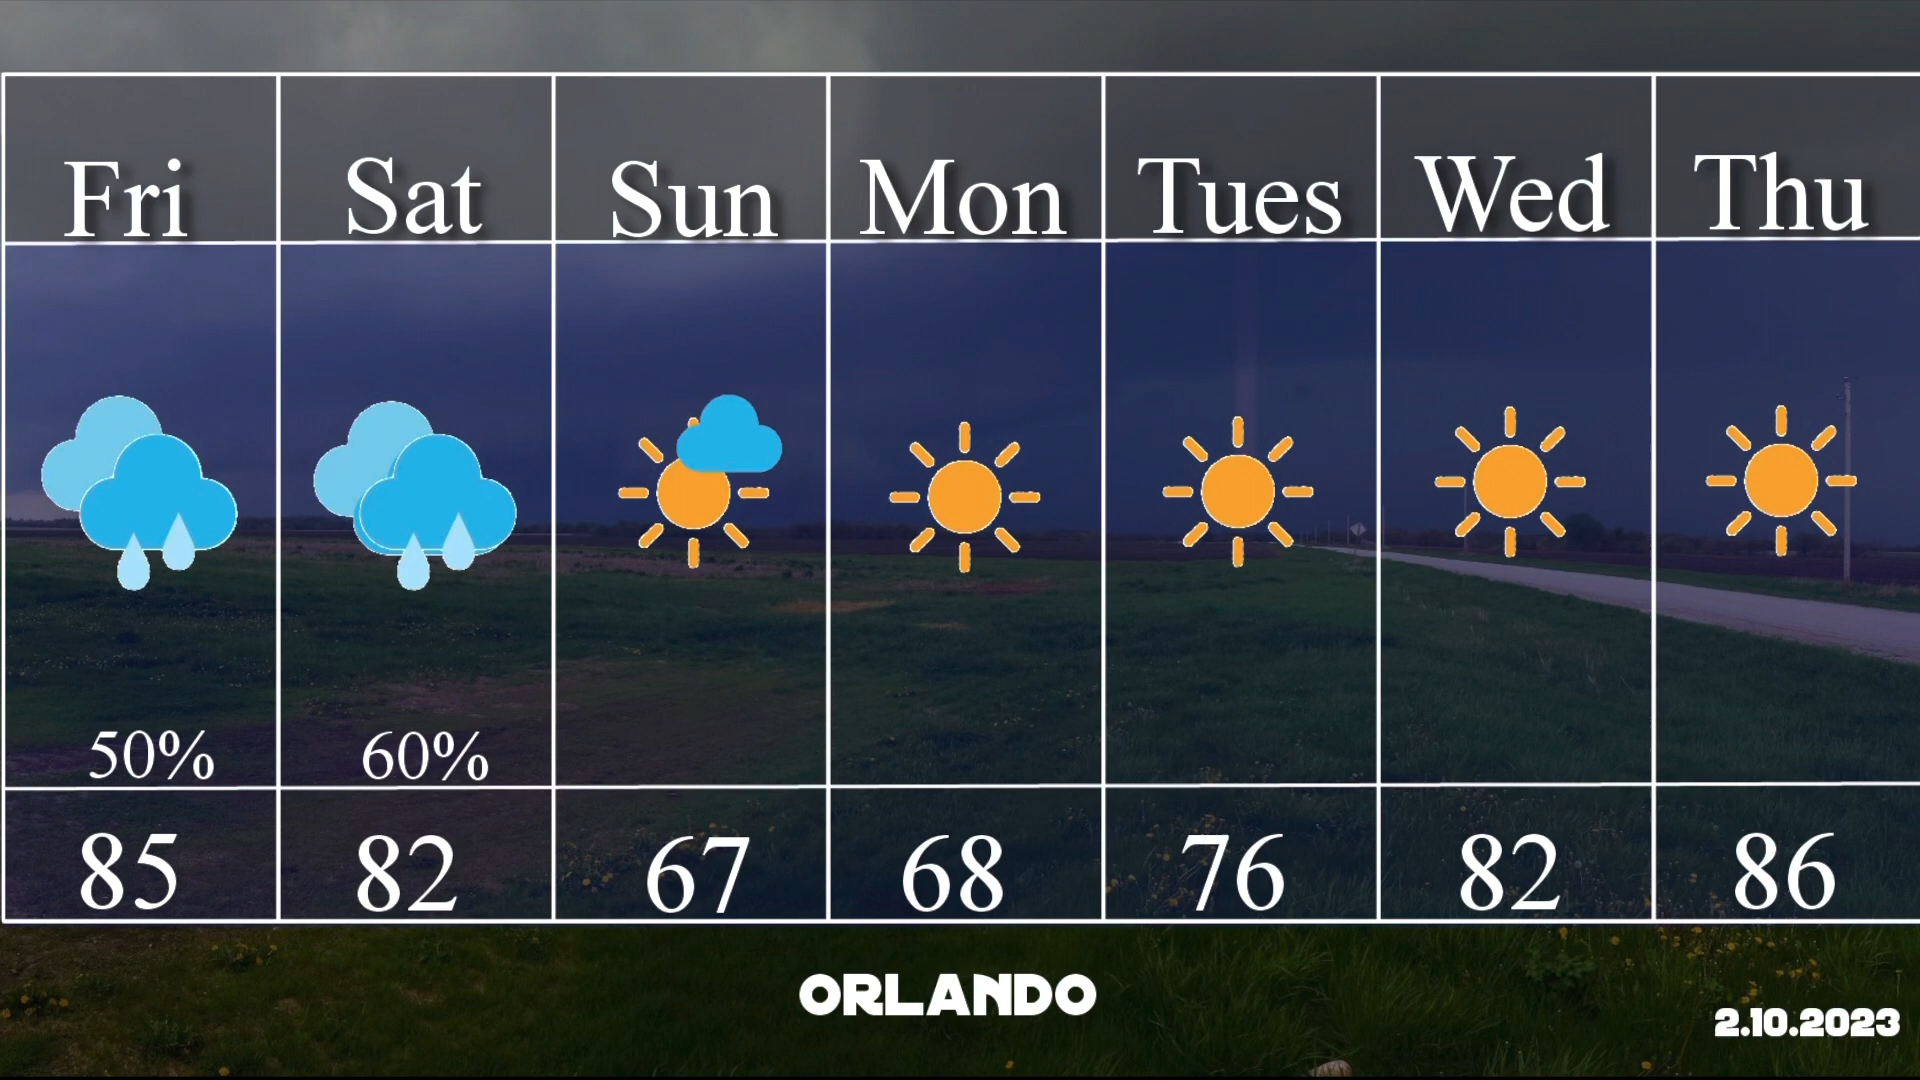 Fri Sat Sun Mon Tues Wed Thu
50% 60%
85 82 67 68 76 82 86
ORLANDO
2.10.2023